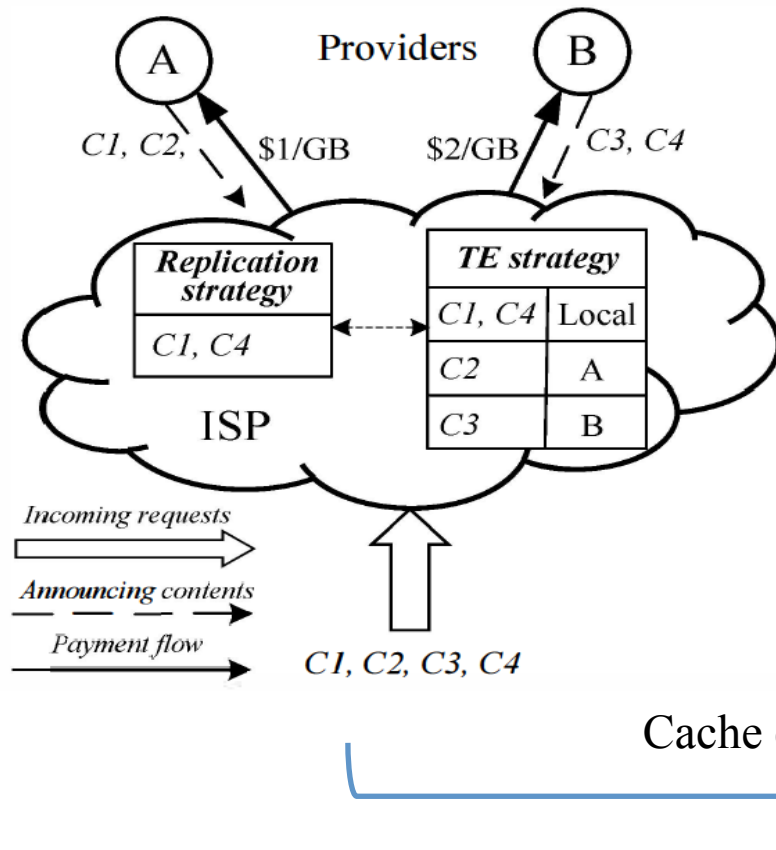 A
Providers
B
C1, C2,
$1/GB
$2/GB
C3, C4
Replication
strategy
C1, C4
TE strategy
C1, C4 Local
C2 A
C3 B
ISP
Incoming requests
Announcing contents
Payment flow
C1, C2, C3, C4
Cache